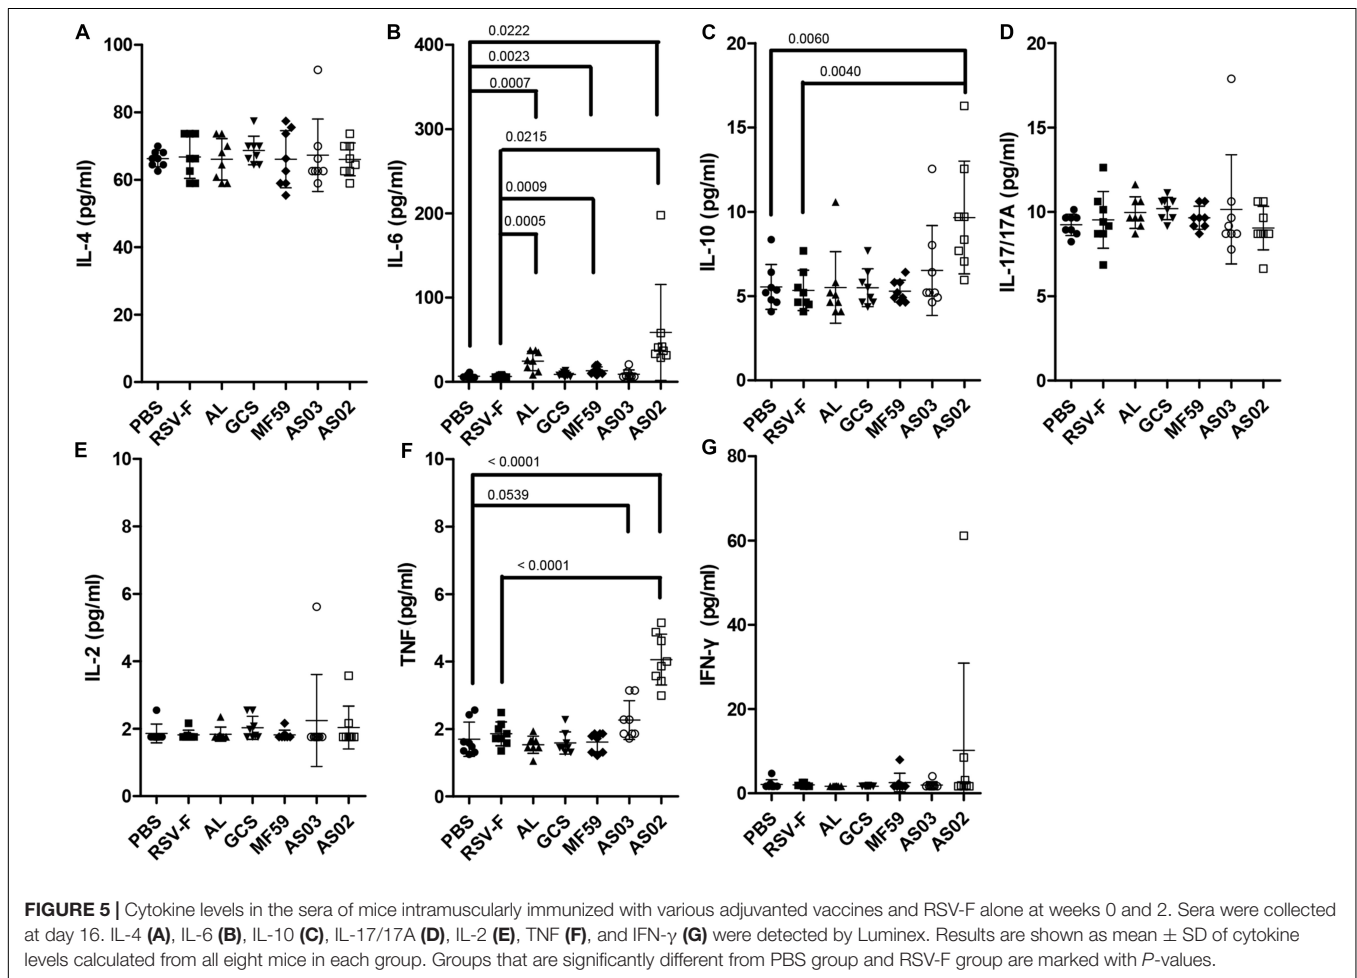 A
IL-4 (pg/ml)
100
80
60
40
20
0
PBS
RSV-F
AL
GCS
MF59
AS03
AS02
B
IL-6 (pg/ml)
400
300
200
100
0
0.0222
0.0023
0.0007
0.0215
0.0009
0.0005
PBS
RSV-F
AL
GCS
MF59
AS03
AS02
C
IL-10 (pg/ml)
20
15
10
5
0
0.0060
0.0040
PBS
RSV-F
AL
GCS
MF59
AS03
AS02
D
IL-17/17A (pg/ml)
20
15
10
5
0
PBS
RSV-F
AL
GCS
MF59
AS03
AS02
E
IL-2 (pg/ml)
10
8
6
4
2
0
PBS
RSV-F
AL
GCS
MF59
AS03
AS02
F
TNF (pg/ml)
10
8
6
4
2
0
< 0.0001
0.0539
< 0.0001
PBS
RSV-F
AL
GCS
MF59
AS03
AS02
G
IFN-γ (pg/ml)
80
60
40
20
0
PBS
RSV-F
AL
GCS
MF59
AS03
AS02
FIGURE 5 | Cytokine levels in the sera of mice intramuscularly immunized with various adjuvanted vaccines and RSV-F alone at weeks 0 and 2. Sera were collected
at day 16. IL-4 (A), IL-6 (B), IL-10 (C), IL-17/17A (D), IL-2 (E), TNF (F), and IFN-γ (G) were detected by Luminex. Results are shown as mean ± SD of cytokine
levels calculated from all eight mice in each group. Groups that are significantly different from PBS group and RSV-F group are marked with P-values.